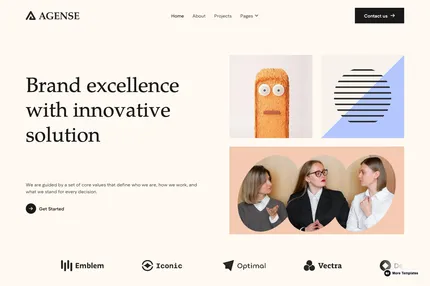 AGENSE
Home
About
Projects
Pages
Contact us
Brand excellence
with innovative
solution
We are guided by a set of core values that define who we are, how we work, and
what we stand for every decision.
Get Started
Emblem
Iconic
Optimal
Vectra
More Templates